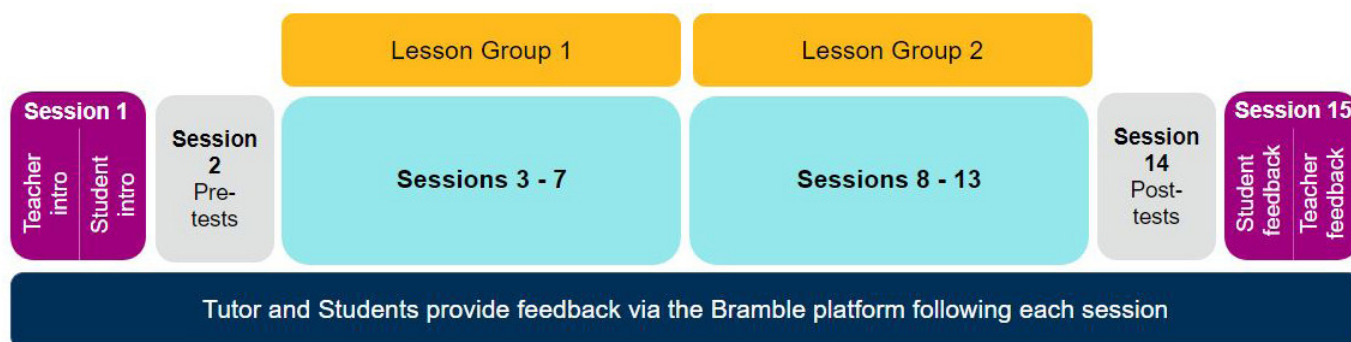 Lesson Group 1
Lesson Group 2
Session 1
Teacher
intro
Student
intro
Session
2
Pre-
tests
Sessions 3 - 7
Sessions 8 - 13
Session
14
Post-
tests
Session 15
Student
feedback
Teacher
feedback
Tutor and Students provide feedback via the Bramble platform following each session